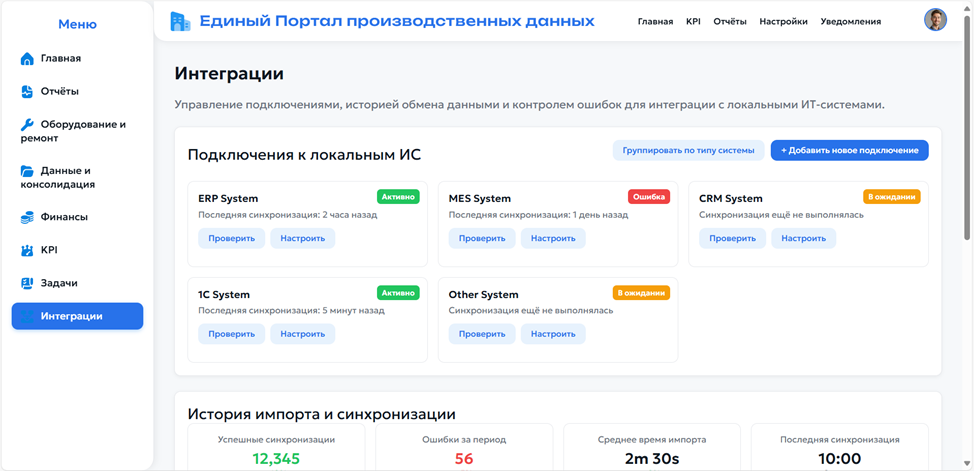 Меню
Главная
Отчёты
Оборудование и
ремонт
Данные и
консолидация
Финансы
KPI
Задачи
Интеграции
Единый Портал производственных данных
Главная KPI Отчёты Настройки Уведомления
Интеграции
Управление подключениями, историей обмена данными и контролем ошибок для интеграции с локальными ИТ-системами.
Подключения к локальным ИС
Группировать по типу системы
+ Добавить новое подключение
ERP System
Активно
Последняя синхронизация: 2 часа назад
Проверить Настроить
MES System
Ошибка
Последняя синхронизация: 1 день назад
Проверить Настроить
CRM System
В ожидании
Синхронизация ещё не выполнялась
Проверить Настроить
1C System
Активно
Последняя синхронизация: 5 минут назад
Проверить Настроить
Other System
В ожидании
Синхронизация ещё не выполнялась
Проверить Настроить
История импорта и синхронизации
Успешные синхронизации
12,345
Ошибки за период
56
Среднее время импорта
2m 30s
Последняя синхронизация
10:00